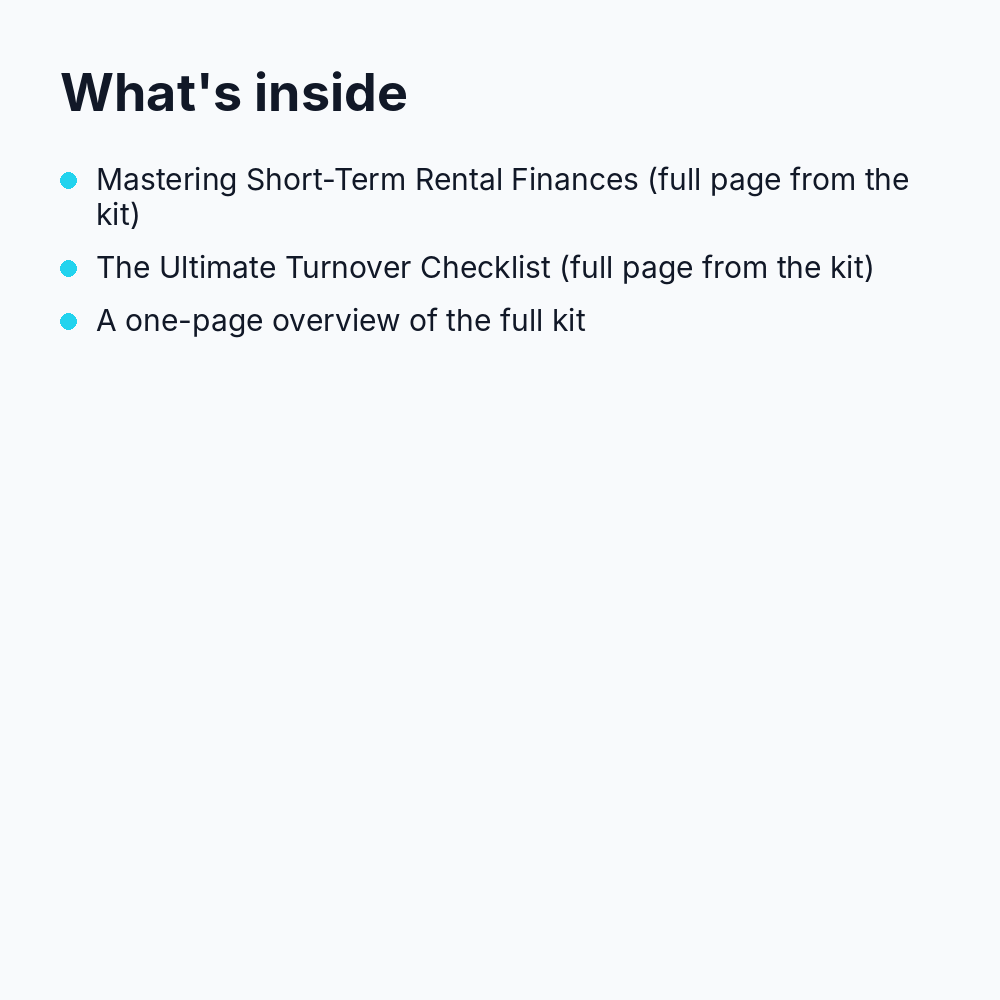 What's inside
Mastering Short-Term Rental Finances (full page from the
kit)
The Ultimate Turnover Checklist (full page from the kit)
A one-page overview of the full kit